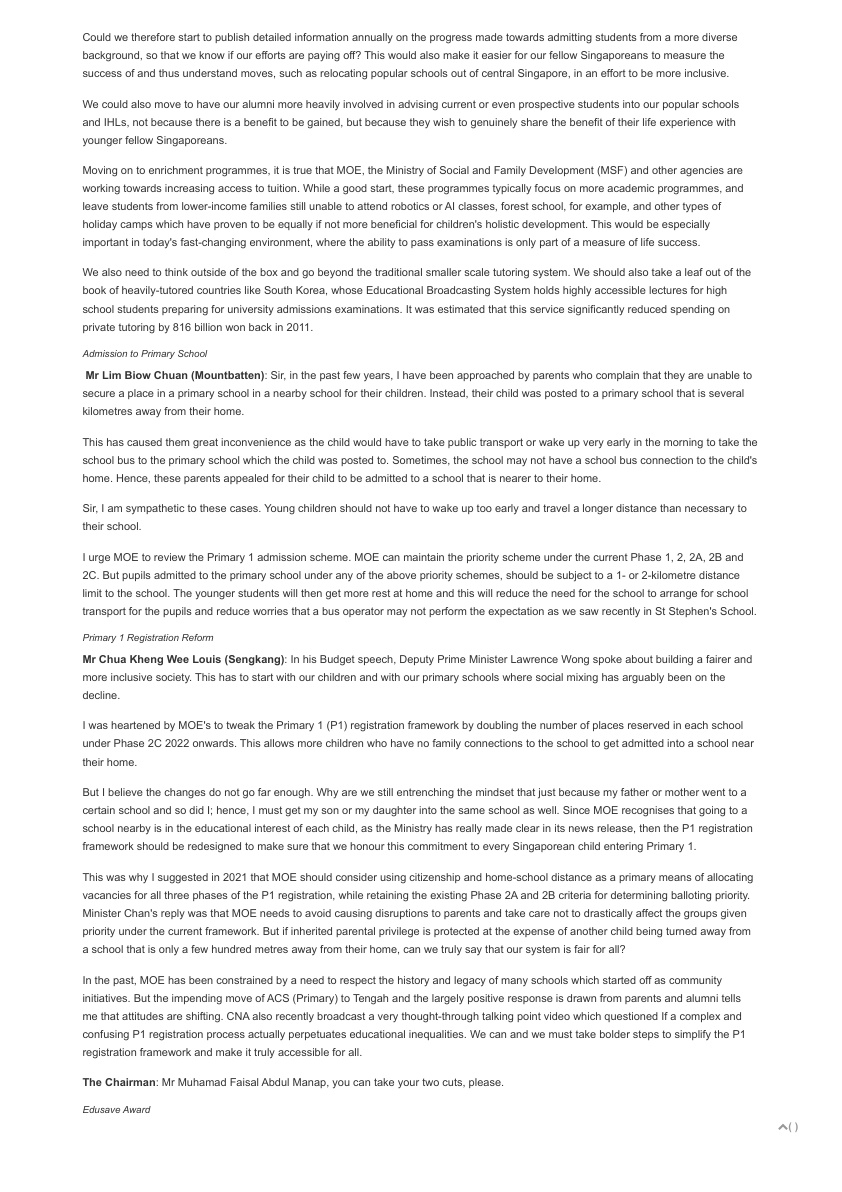 Could we therefore start to publish detailed information annually on the progress made towards admitting students from a more diverse
background, so that we know if our efforts are paying off? This would also make it easier for our fellow Singaporeans to measure the
success of and thus understand moves, such as relocating popular schools out of central Singapore, in an effort to be more inclusive.
We could also move to have our alumni more heavily involved in advising current or even prospective students into our popular schools
and IHLs, not because there is a benefit to be gained, but because they wish to genuinely share the benefit of their life experience with
younger fellow Singaporeans.
Moving on to enrichment programmes, it is true that MOE, the Ministry of Social and Family Development (MSF) and other agencies are
working towards increasing access to tuition. While a good start, these programmes typically focus on more academic programmes, and
leave students from lower-income families still unable to attend robotics or AI classes, forest school, for example, and other types of
holiday camps which have proven to be equally if not more beneficial for children's holistic development. This would be especially
important in today's fast-changing environment, where the ability to pass examinations is only part of a measure of life success.
We also need to think outside of the box and go beyond the traditional smaller scale tutoring system. We should also take a leaf out of the
book of heavily-tutored countries like South Korea, whose Educational Broadcasting System holds highly accessible lectures for high
school students preparing for university admissions examinations. It was estimated that this service significantly reduced spending on
private tutoring by 816 billion won back in 2011.
Admission to Primary School
Mr Lim Biow Chuan (Mountbatten): Sir, in the past few years, I have been approached by parents who complain that they are unable to
secure a place in a primary school in a nearby school for their children. Instead, their child was posted to a primary school that is several
kilometres away from their home.
This has caused them great inconvenience as the child would have to take public transport or wake up very early in the morning to take the
school bus to the primary school which the child was posted to. Sometimes, the school may not have a school bus connection to the child's
home. Hence, these parents appealed for their child to be admitted to a school that is nearer to their home.
Sir, I am sympathetic to these cases. Young children should not have to wake up too early and travel a longer distance than necessary to
their school.
I urge MOE to review the Primary 1 admission scheme. MOE can maintain the priority scheme under the current Phase 1, 2, 2A, 2B and
2C. But pupils admitted to the primary school under any of the above priority schemes, should be subject to a 1- or 2-kilometre distance
limit to the school. The younger students will then get more rest at home and this will reduce the need for the school to arrange for school
transport for the pupils and reduce worries that a bus operator may not perform the expectation as we saw recently in St Stephen's School.
Primary 1 Registration Reform
Mr Chua Kheng Wee Louis (Sengkang): In his Budget speech, Deputy Prime Minister Lawrence Wong spoke about building a fairer and
more inclusive society. This has to start with our children and with our primary schools where social mixing has arguably been on the
decline.
I was heartened by MOE's to tweak the Primary 1 (P1) registration framework by doubling the number of places reserved in each school
under Phase 2C 2022 onwards. This allows more children who have no family connections to the school to get admitted into a school near
their home.
But I believe the changes do not go far enough. Why are we still entrenching the mindset that just because my father or mother went to a
certain school and so did I; hence, I must get my son or my daughter into the same school as well. Since MOE recognises that going to a
school nearby is in the educational interest of each child, as the Ministry has really made clear in its news release, then the P1 registration
framework should be redesigned to make sure that we honour this commitment to every Singaporean child entering Primary 1.
This was why I suggested in 2021 that MOE should consider using citizenship and home-school distance as a primary means of allocating
vacancies for all three phases of the P1 registration, while retaining the existing Phase 2A and 2B criteria for determining balloting priority.
Minister Chan's reply was that MOE needs to avoid causing disruptions to parents and take care not to drastically affect the groups given
priority under the current framework. But if inherited parental privilege is protected at the expense of another child being turned away from
a school that is only a few hundred metres away from their home, can we truly say that our system is fair for all?
In the past, MOE has been constrained by a need to respect the history and legacy of many schools which started off as community
initiatives. But the impending move of ACS (Primary) to Tengah and the largely positive response is drawn from parents and alumni tells
me that attitudes are shifting. CNA also recently broadcast a very thought-through talking point video which questioned If a complex and
confusing P1 registration process actually perpetuates educational inequalities. We can and we must take bolder steps to simplify the P1
registration framework and make it truly accessible for all.
The Chairman: Mr Muhamad Faisal Abdul Manap, you can take your two cuts, please.
Edusave Award
( )